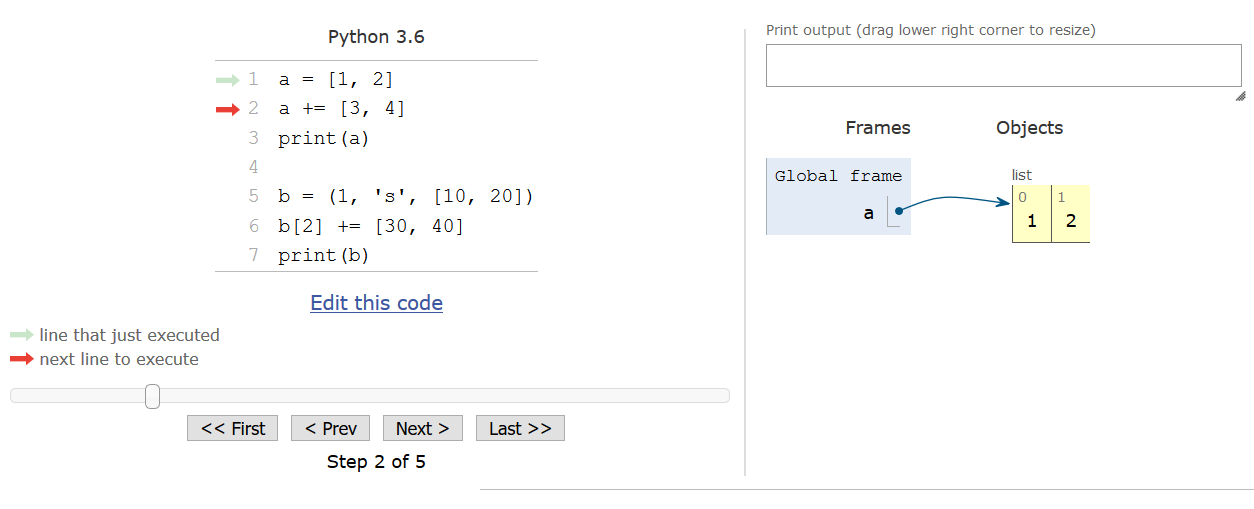 Python 3.6
1 a = [1, 2]
2 a += [3, 4]
3 print(a)
4
5 b = (1, 's', [10, 20])
6 b[2] += [30, 40]
7 print(b)
Edit this code
line that just executed
next line to execute
<< First < Prev Next > Last >>
Step 2 of 5
Print output (drag lower right corner to resize)
Frames Objects
Global frame
a
list
0 1
1 2